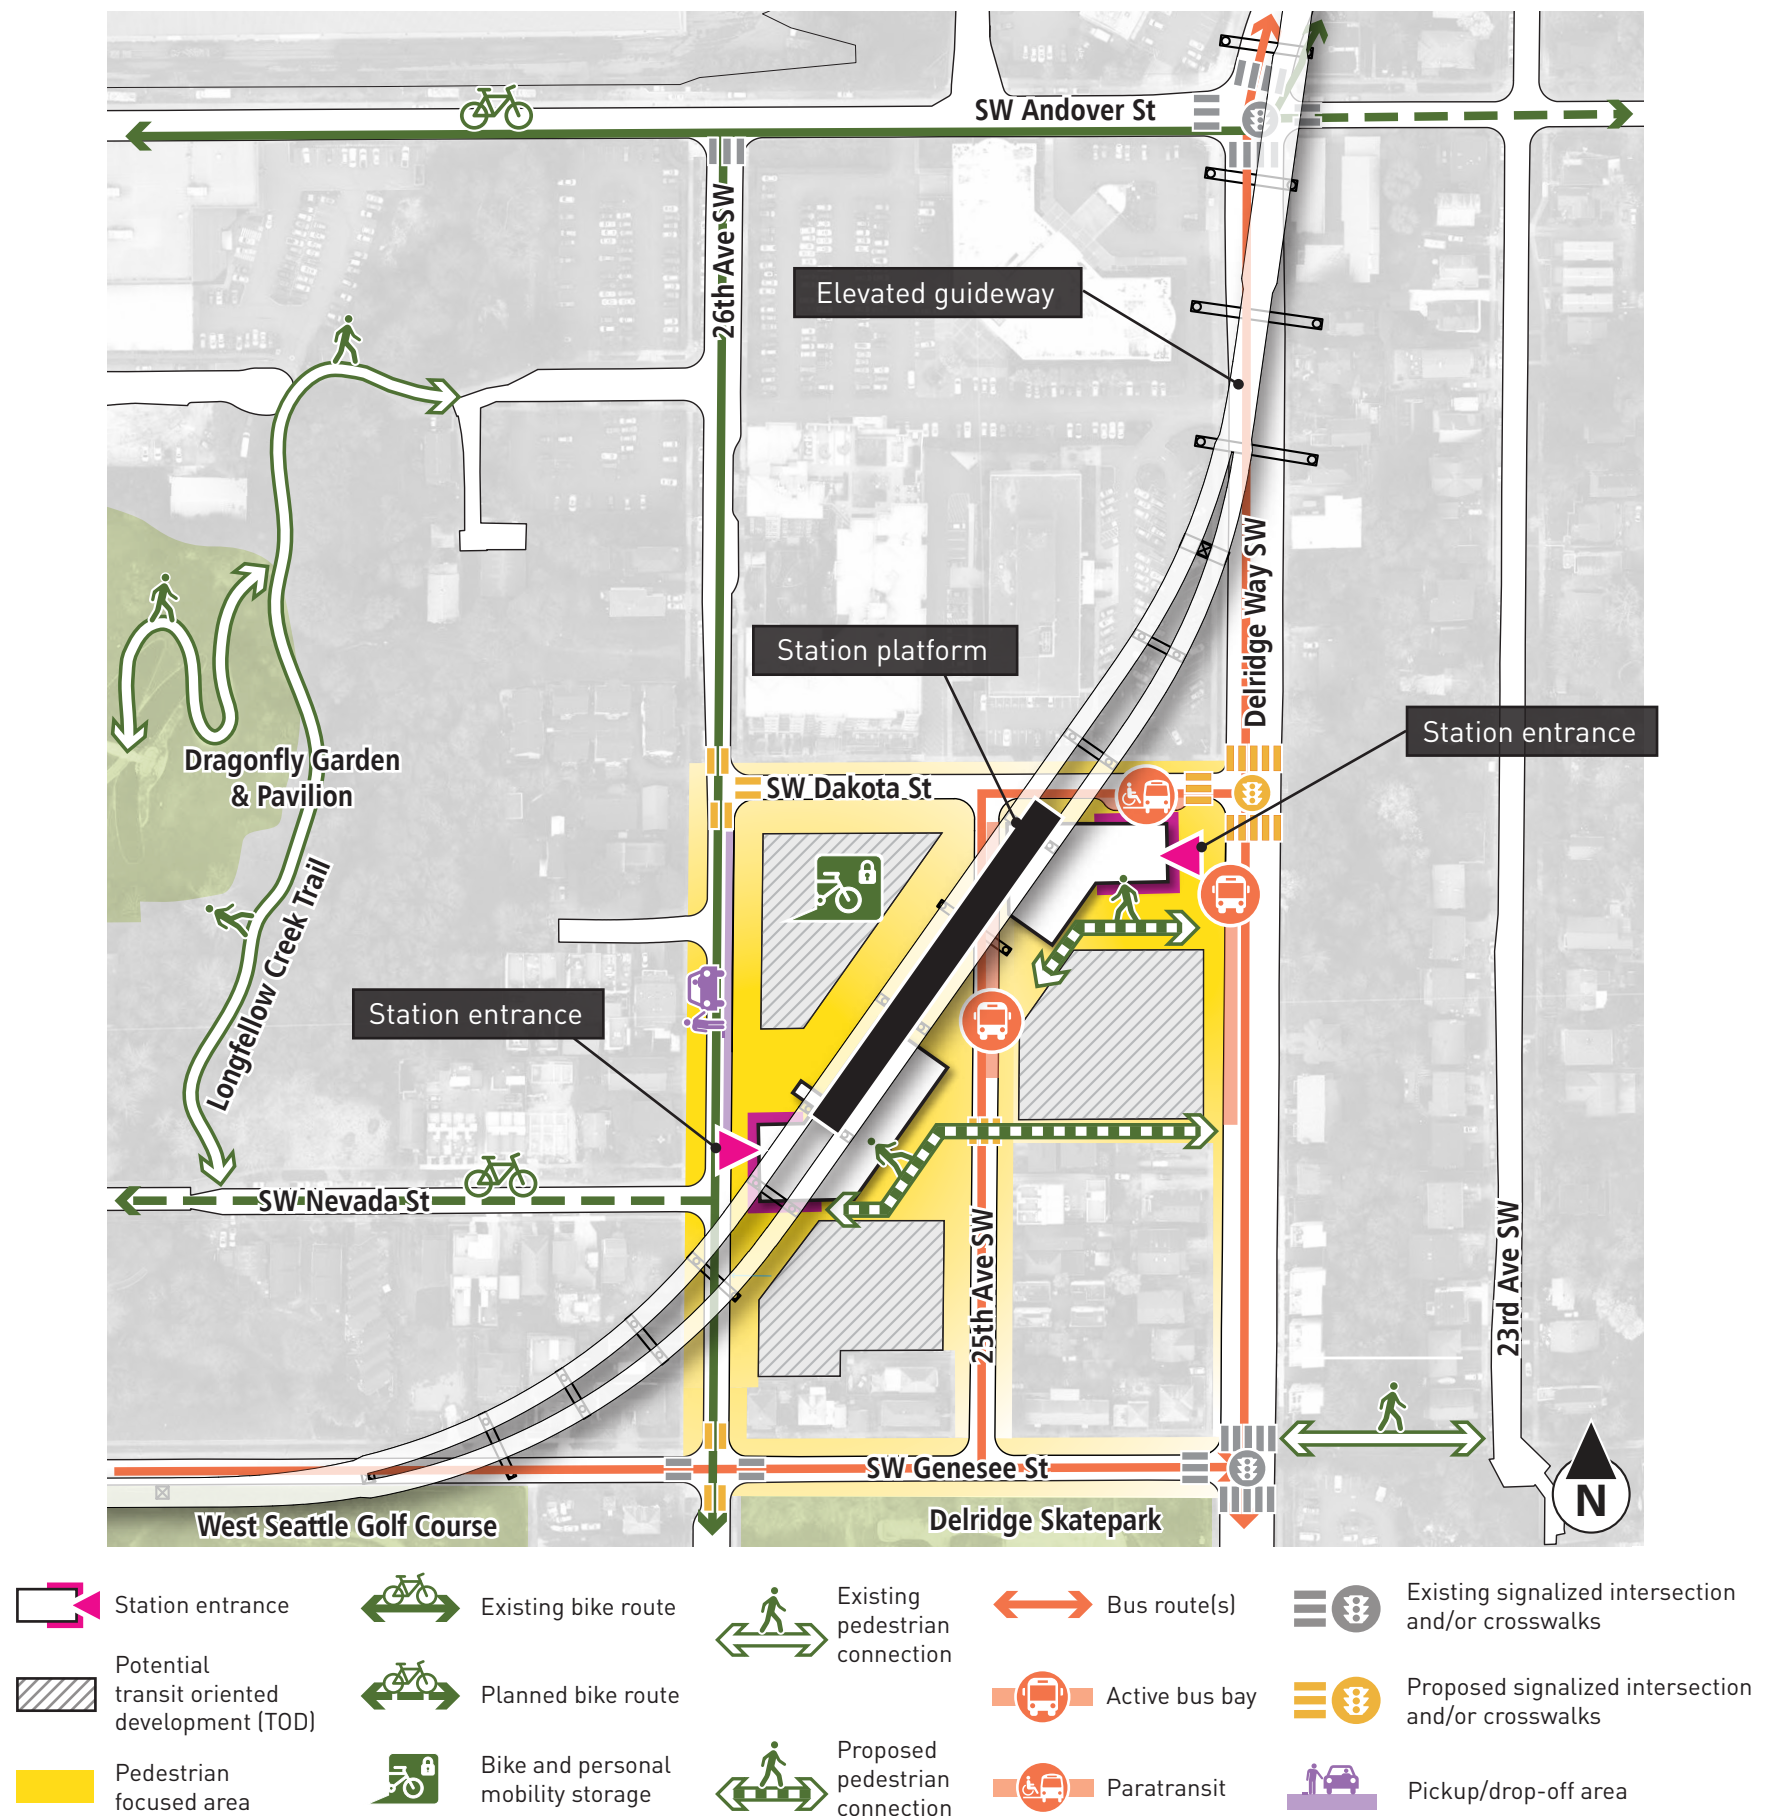 SW Andover St
26th Ave SW
Elevated guideway
Delridge Way SW
Station platform
Station entrance
Dragonfly Garden
& Pavilion
SW Dakota St
Longfellow Creek Trail
Station entrance
SW Nevada St
25th Ave SW
23rd Ave SW
SW Genesee St
West Seattle Golf Course
Delridge Skatepark
N
Station entrance
Potential
transit oriented
development (TOD)
Pedestrian
focused area
Existing bike route
Planned bike route
Bike and personal
mobility storage
Existing
pedestrian
connection
Proposed
pedestrian
connection
Bus route(s)
Active bus bay
Paratransit
Existing signalized intersection
and/or crosswalks
Proposed signalized intersection
and/or crosswalks
Pickup/drop-off area